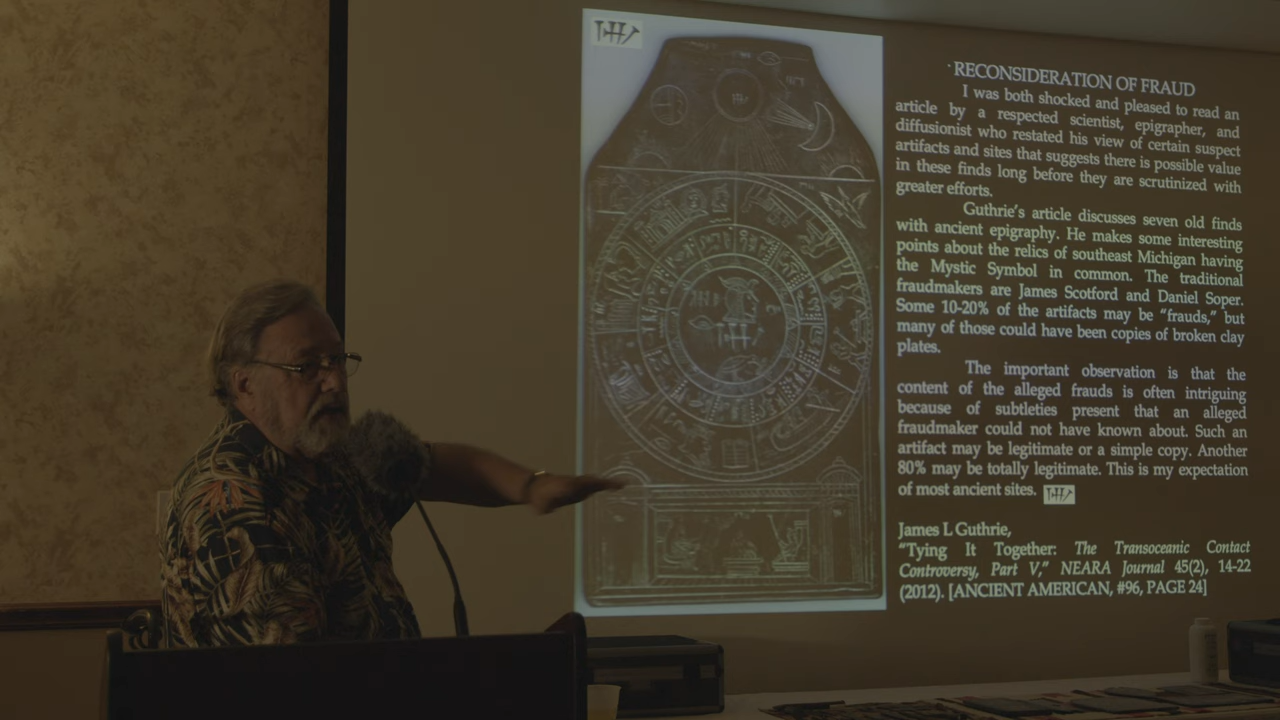 RECONSIDERATION OF FRAUD
I was both shocked and pleased to read an
article by a respected scientist, epigrapher, and
diffusionist who restated his view of certain suspect
artifacts and sites that suggests there is possible value
in these finds long before they are scrutinized with
greater efforts.
Guthrie's article discusses seven old finds
with ancient epigraphy. He makes some interesting
points about the relics of southeast Michigan having
the Mystic Symbol in common. The traditional
fraudmakers are James Scotford and Daniel Soper.
Some 10-20% of the artifacts may be "frauds," but
many of those could have been copies of broken clay
plates.
The important observation is that the
content of the alleged frauds is often intriguing
because of subtleties present that an alleged
fraudmaker could not have known about. Such an
artifact may be legitimate or a simple copy. Another
80% may be totally legitimate. This is my expectation
of most ancient sites.
James L Guthrie,
"Tying It Together: The Transoceanic Contact
Controversy, Part V," NEARA Journal 45(2), 14-22
(2012). [ANCIENT AMERICAN, #96, PAGE 24]